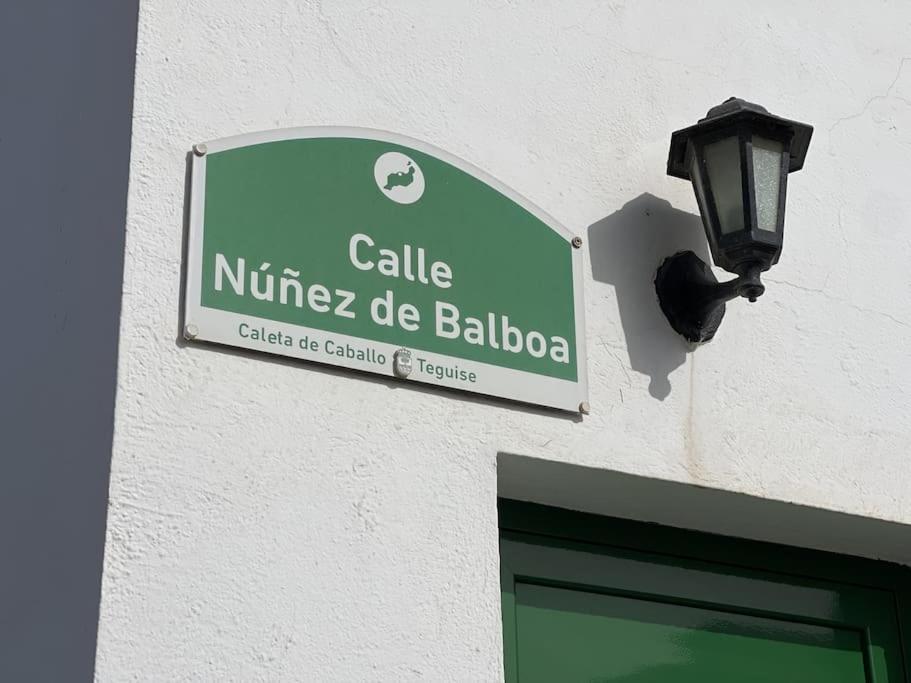 Calle
Núñez de Balboa
Caleta de Caballo Teguise